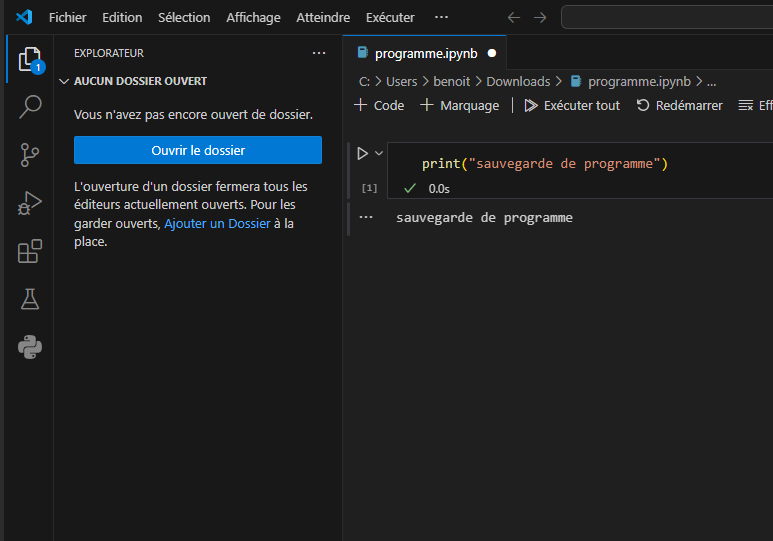 Fichier Edition Sélection Affichage Atteindre Exécuter ...
EXPLORATEUR ...
AUCUN DOSSIER OUVERT
Vous n'avez pas encore ouvert de dossier.
Ouvrir le dossier
L'ouverture d'un dossier fermera tous les
éditeurs actuellement ouverts. Pour les
garder ouverts, Ajouter un Dossier à la
place.
1
programme.ipynb
C: > Users > benoit > Downloads > programme.ipynb > ...
+ Code + Marquage | Exécuter tout Redémarrer Eff
print("sauvegarde de programme")
[1] 0.0s
... sauvegarde de programme